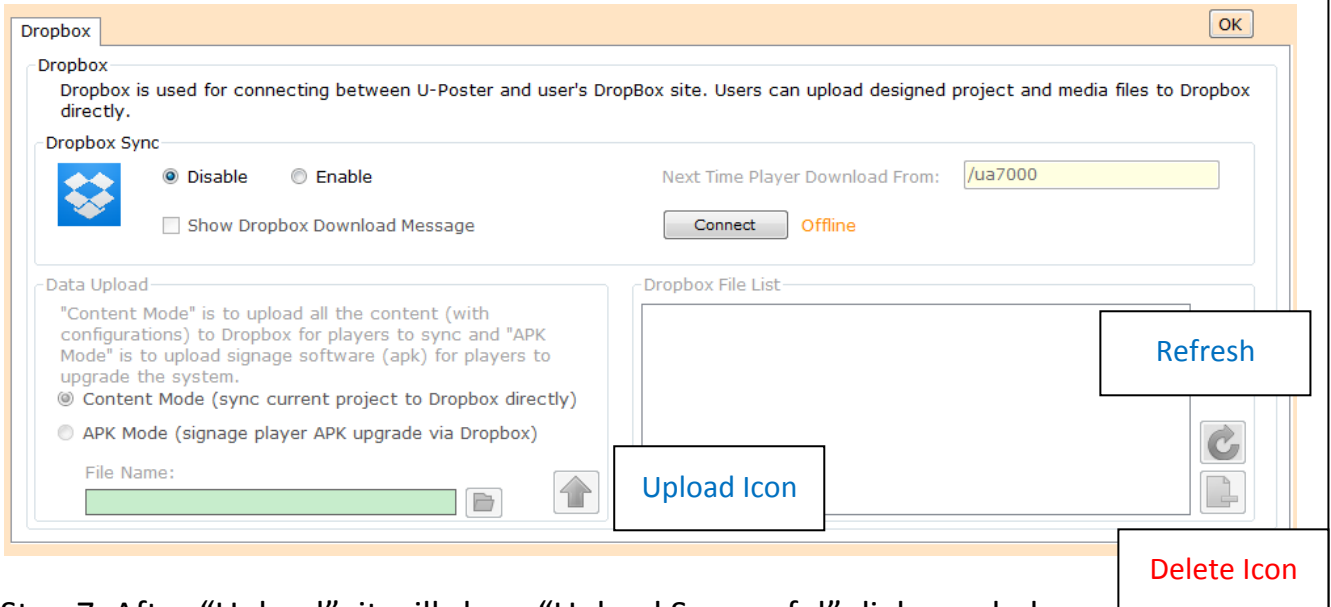 Dropbox
OK
Dropbox
Dropbox is used for connecting between U-Poster and user's DropBox site. Users can upload designed project and media files to Dropbox
directly.
Dropbox Sync
Disable
Enable
Next Time Player Download From:
/ua7000
Show Dropbox Download Message
Connect
Offline
Data Upload
"Content Mode" is to upload all the content (with
configurations) to Dropbox for players to sync and "APK
Mode" is to upload signage software (apk) for players to
upgrade the system.
Content Mode (sync current project to Dropbox directly)
APK Mode (signage player APK upgrade via Dropbox)
File Name:
Upload Icon
Dropbox File List
Refresh
Delete Icon